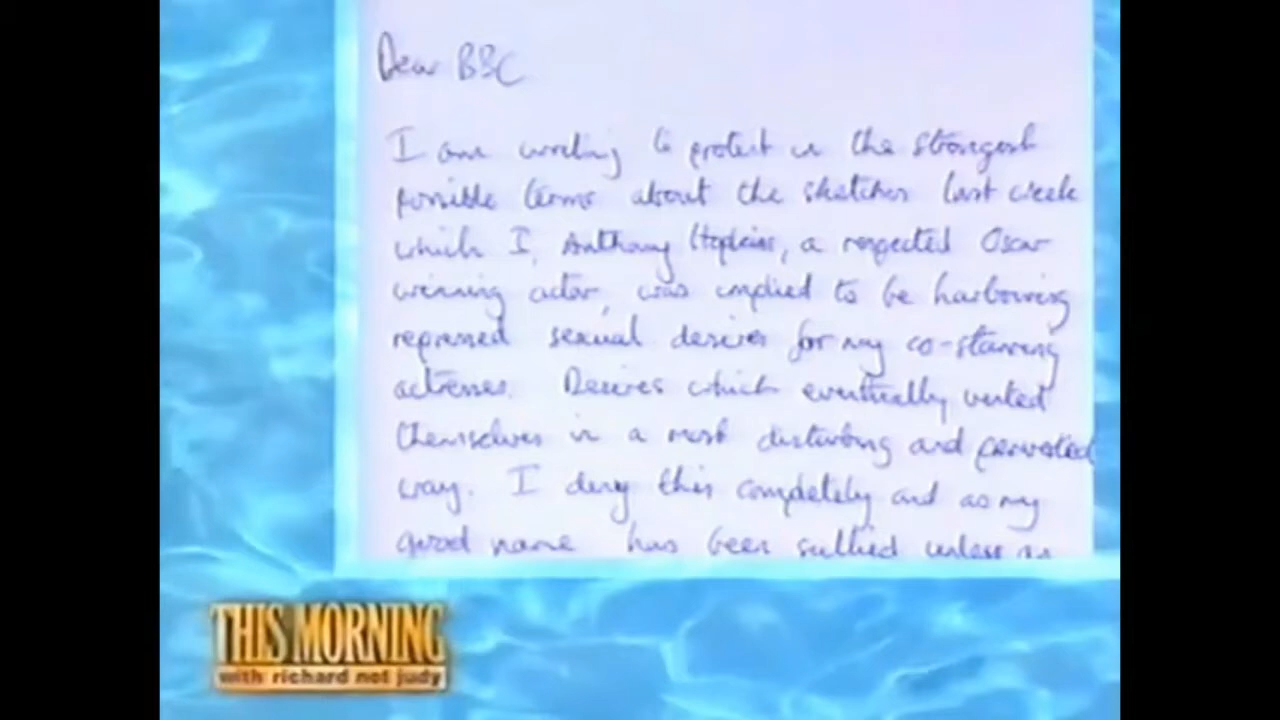 Dear BBC
I am writing to protest in the strongest
possible terms about the sketches last week
which I, Anthony Hopkins, a respected Oscar
winning actor, was implied to be harbouring
repressed sexual desires for my co-starring
actresses. Desires which eventually vented
themselves in a most disturbing and perverted
way. I deny this completely and as my
good name has been sullied unless an
THIS MORNING
with richard not judy